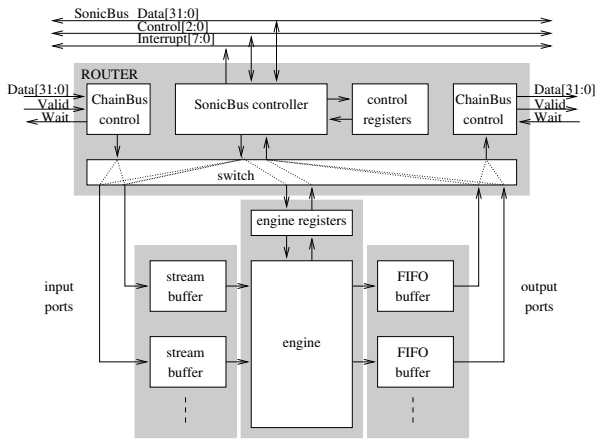 SonicBus Data[31:0]
Control[2:0]
Interrupt[7:0]
ROUTER
Data[31:0]
Valid
Wait
ChainBus
control
SonicBus controller
control
registers
ChainBus
control
Data[31:0]
Valid
Wait
switch
engine registers
input
ports
stream
buffer
stream
buffer
engine
FIFO
buffer
FIFO
buffer
output
ports